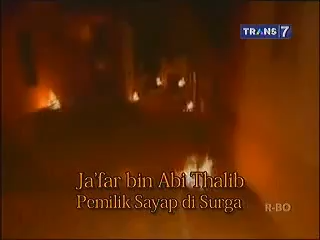 TRANS 7
Ja'far bin Abi Thalib
Pemilik Sayap di Surga
R-BO